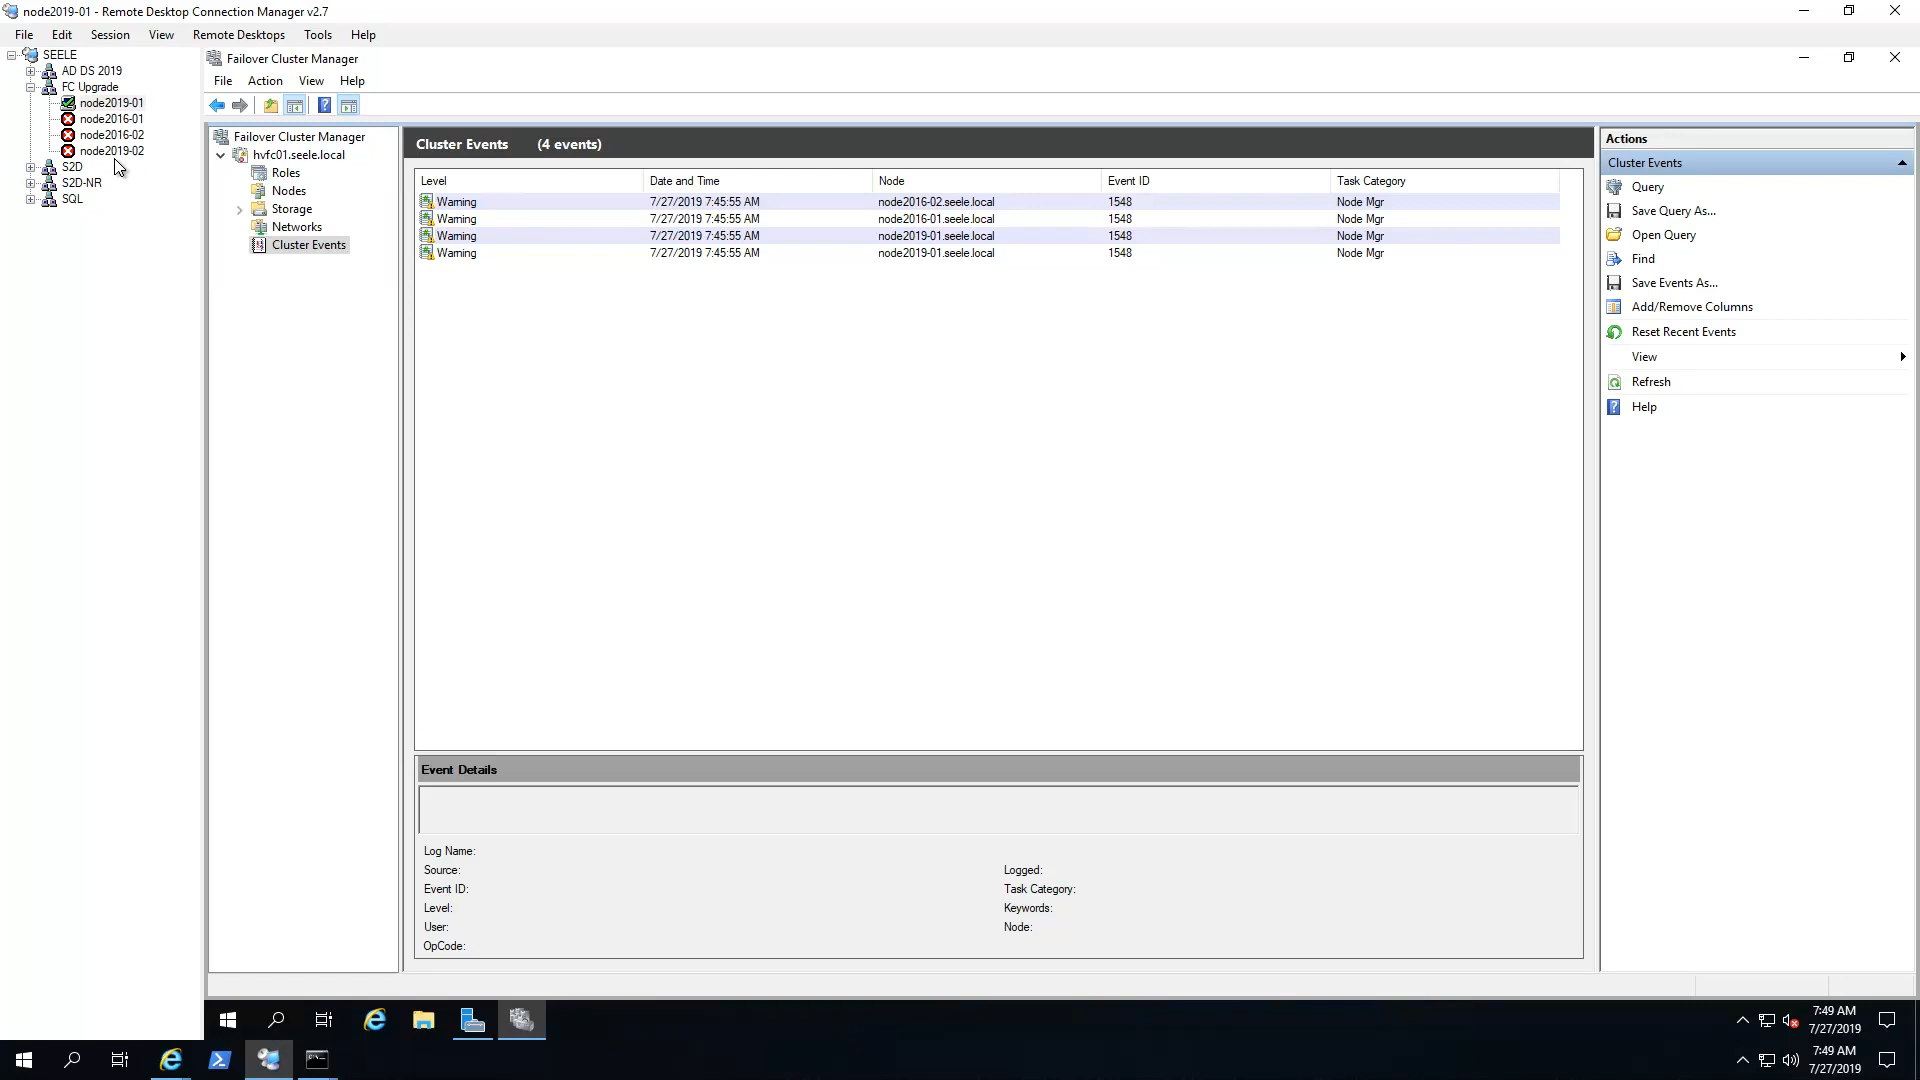 node2019-01 - Remote Desktop Connection Manager v2.7
File Edit Session View Remote Desktops Tools Help
SEELE
AD DS 2019
FC Upgrade
node2019-01
node2016-01
node2016-02
node2019-02
S2D
S2D-NR
SQL
Failover Cluster Manager
File Action View Help
Failover Cluster Manager
hvfc01.seele.local
Roles
Nodes
Storage
Networks
Cluster Events
Cluster Events (4 events)
Level Date and Time Node Event ID Task Category
Warning 7/27/2019 7:45:55 AM node2016-02.seele.local 1548 Node Mgr
Warning 7/27/2019 7:45:55 AM node2016-01.seele.local 1548 Node Mgr
Warning 7/27/2019 7:45:55 AM node2019-01.seele.local 1548 Node Mgr
Warning 7/27/2019 7:45:55 AM node2019-01.seele.local 1548 Node Mgr
Event Details
Log Name:
Source: Logged:
Event ID: Task Category:
Level: Keywords:
User: Node:
OpCode:
Actions
Cluster Events
Query
Save Query As...
Open Query
Find
Save Events As...
Add/Remove Columns
Reset Recent Events
View
Refresh
Help
7:49 AM
7/27/2019
7:49 AM
7/27/2019